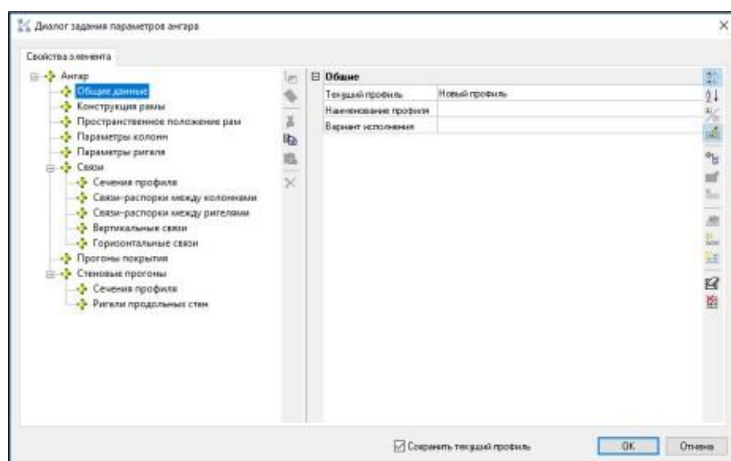 Диалог задания параметров ангара
Свойства элемента
Ангар
Общие данные
Конструкция рамы
Пространственное положение рам
Параметры колонн
Параметры ригеля
Связи
Сечения профиля
Связи-распорки между колоннами
Связи-распорки между ригелями
Вертикальные связи
Горизонтальные связи
Прогоны покрытия
Стеновые прогоны
Сечения профиля
Ригели продольных стен
Общие
Текущий профиль Новый профиль
Наименование профиля
Вариант исполнения
Сохранить текущий профиль
OK
Отмена